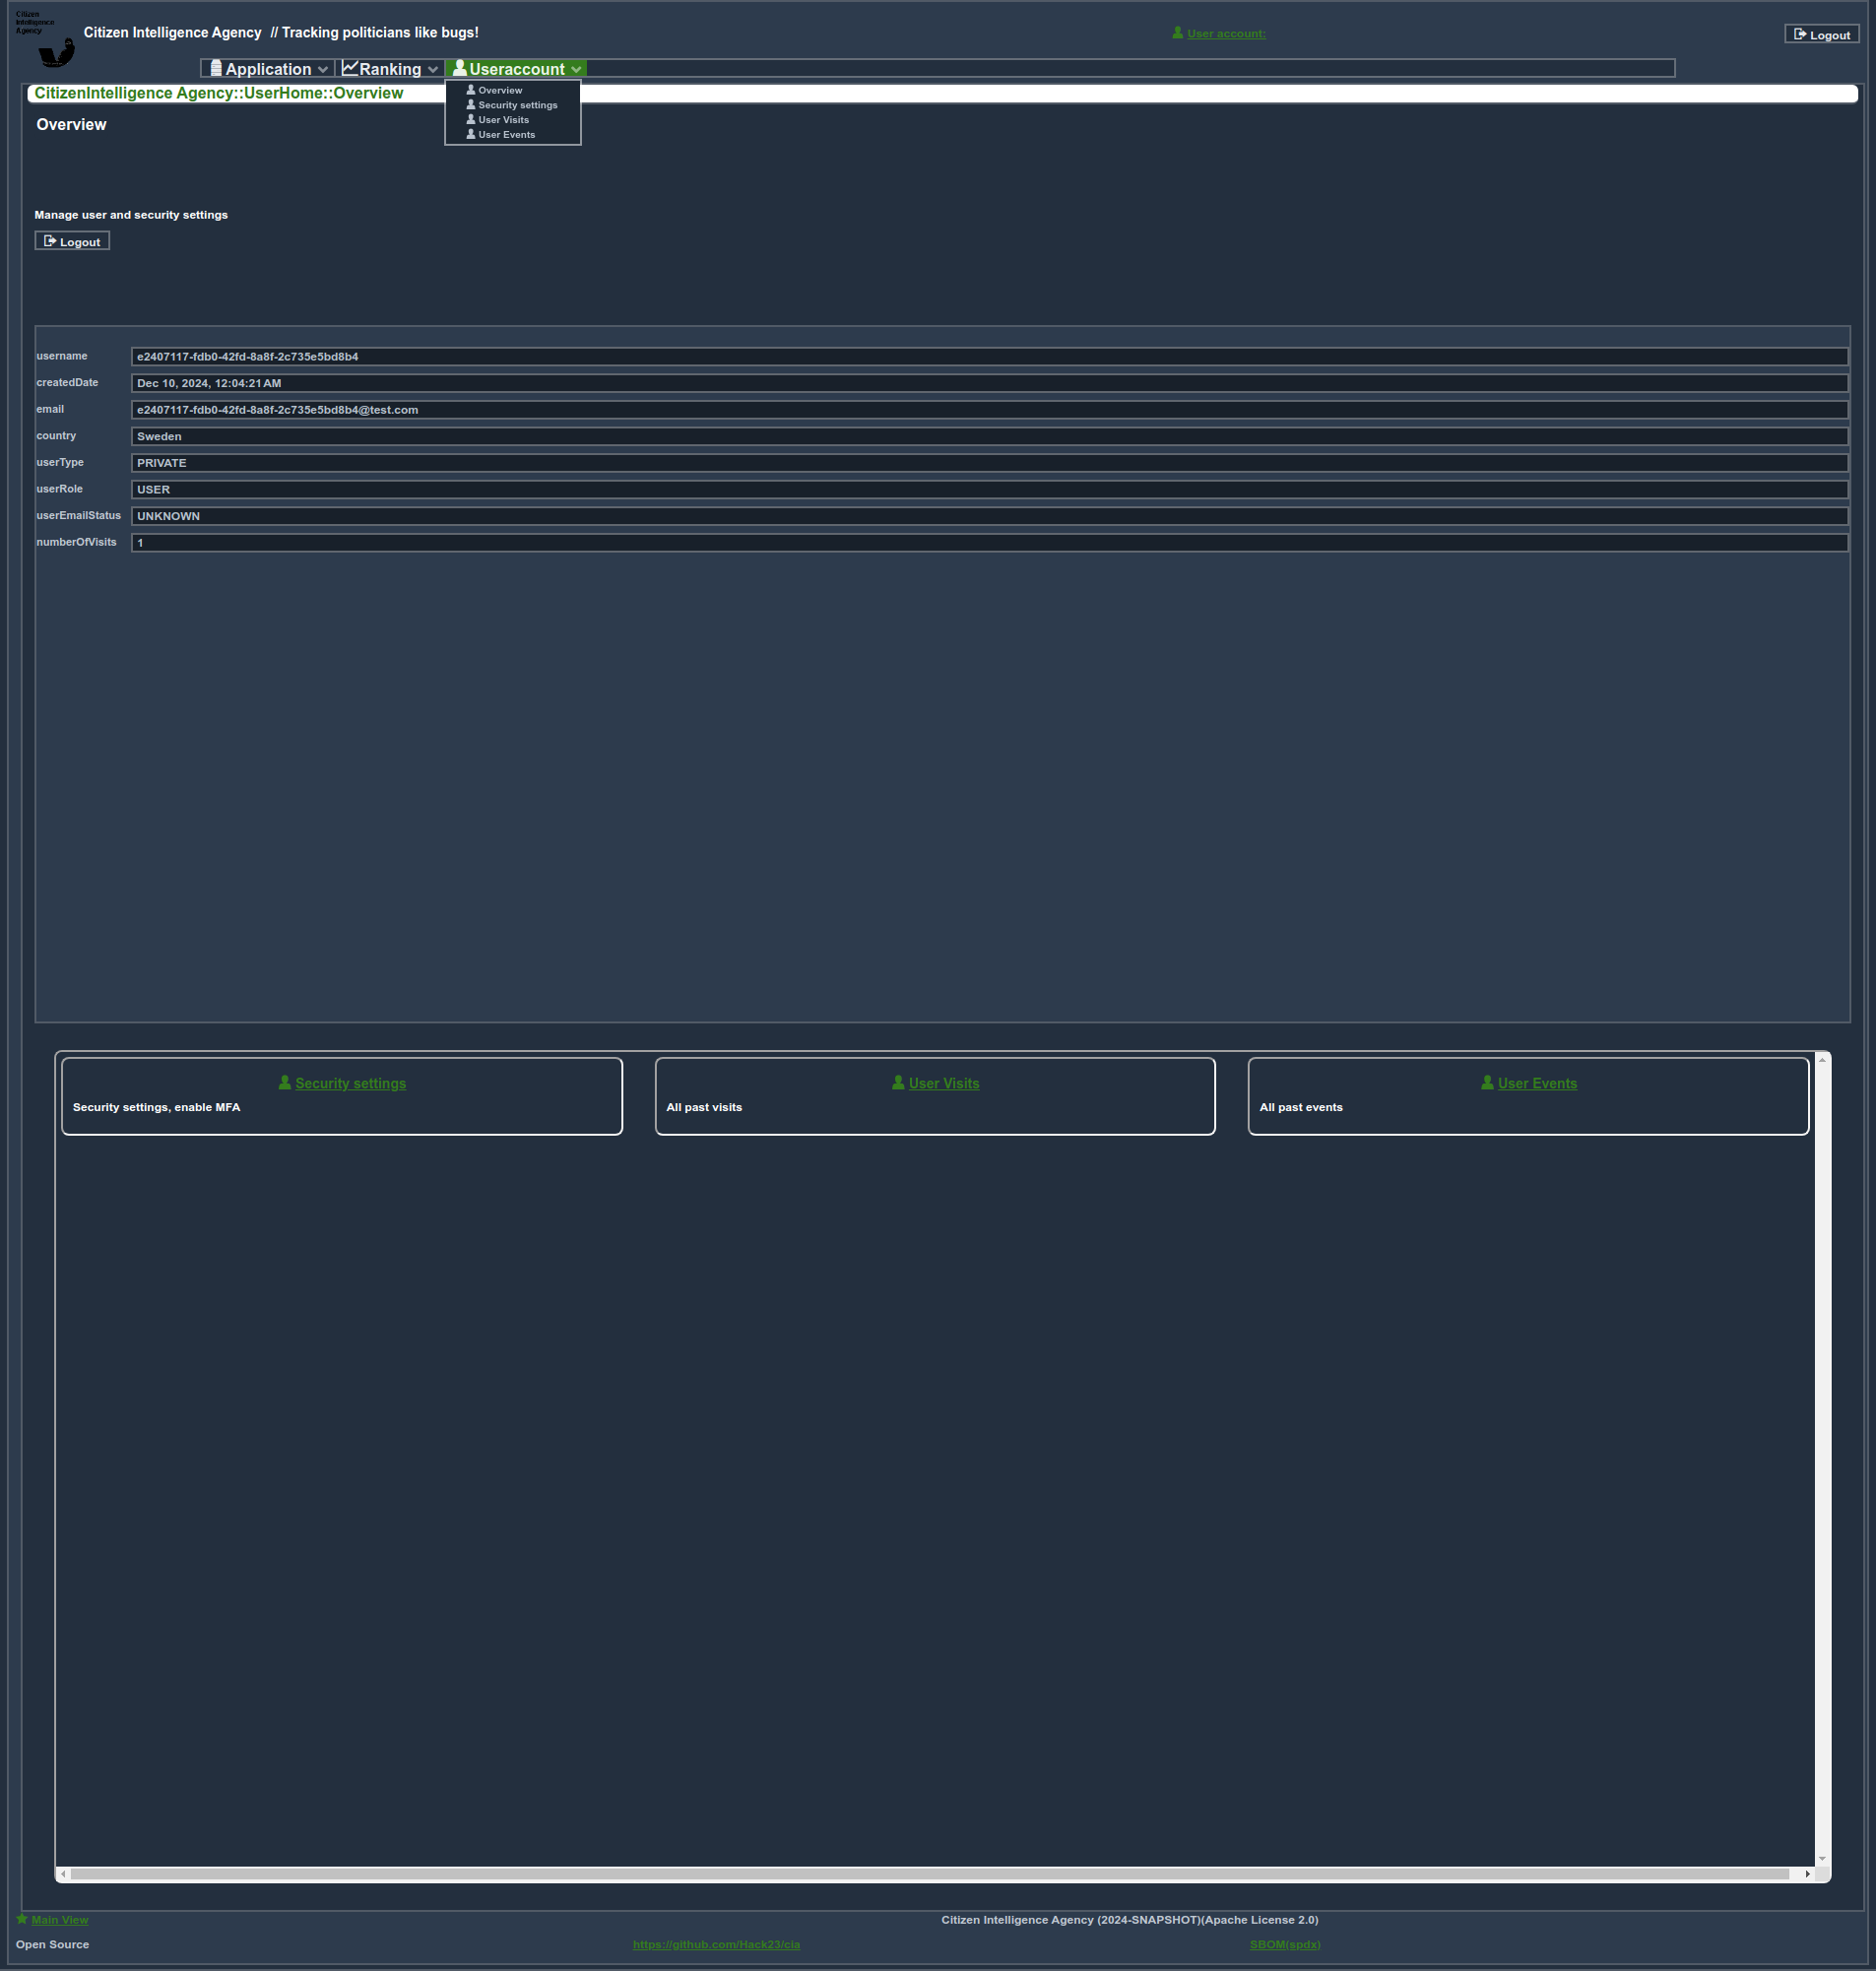 Citizen
Intelligence
Agency
Citizen Intelligence Agency // Tracking politicians like bugs!
User account:
Logout
Application
Ranking
Useraccount
CitizenIntelligence Agency::UserHome::Overview
Overview
Security settings
User Visits
User Events
Overview
Manage user and security settings
Logout
username e2407117-fdb0-42fd-8a8f-2c735e5bd8b4
createdDate Dec 10, 2024, 12:04:21 AM
email e2407117-fdb0-42fd-8a8f-2c735e5bd8b4@test.com
country Sweden
userType PRIVATE
userRole USER
userEmailStatus UNKNOWN
numberOfVisits 1
Security settings
Security settings, enable MFA
User Visits
All past visits
User Events
All past events
Main View
Citizen Intelligence Agency (2024-SNAPSHOT)(Apache License 2.0)
Open Source
https://github.com/Hack23/cia
SBOM(spdx)